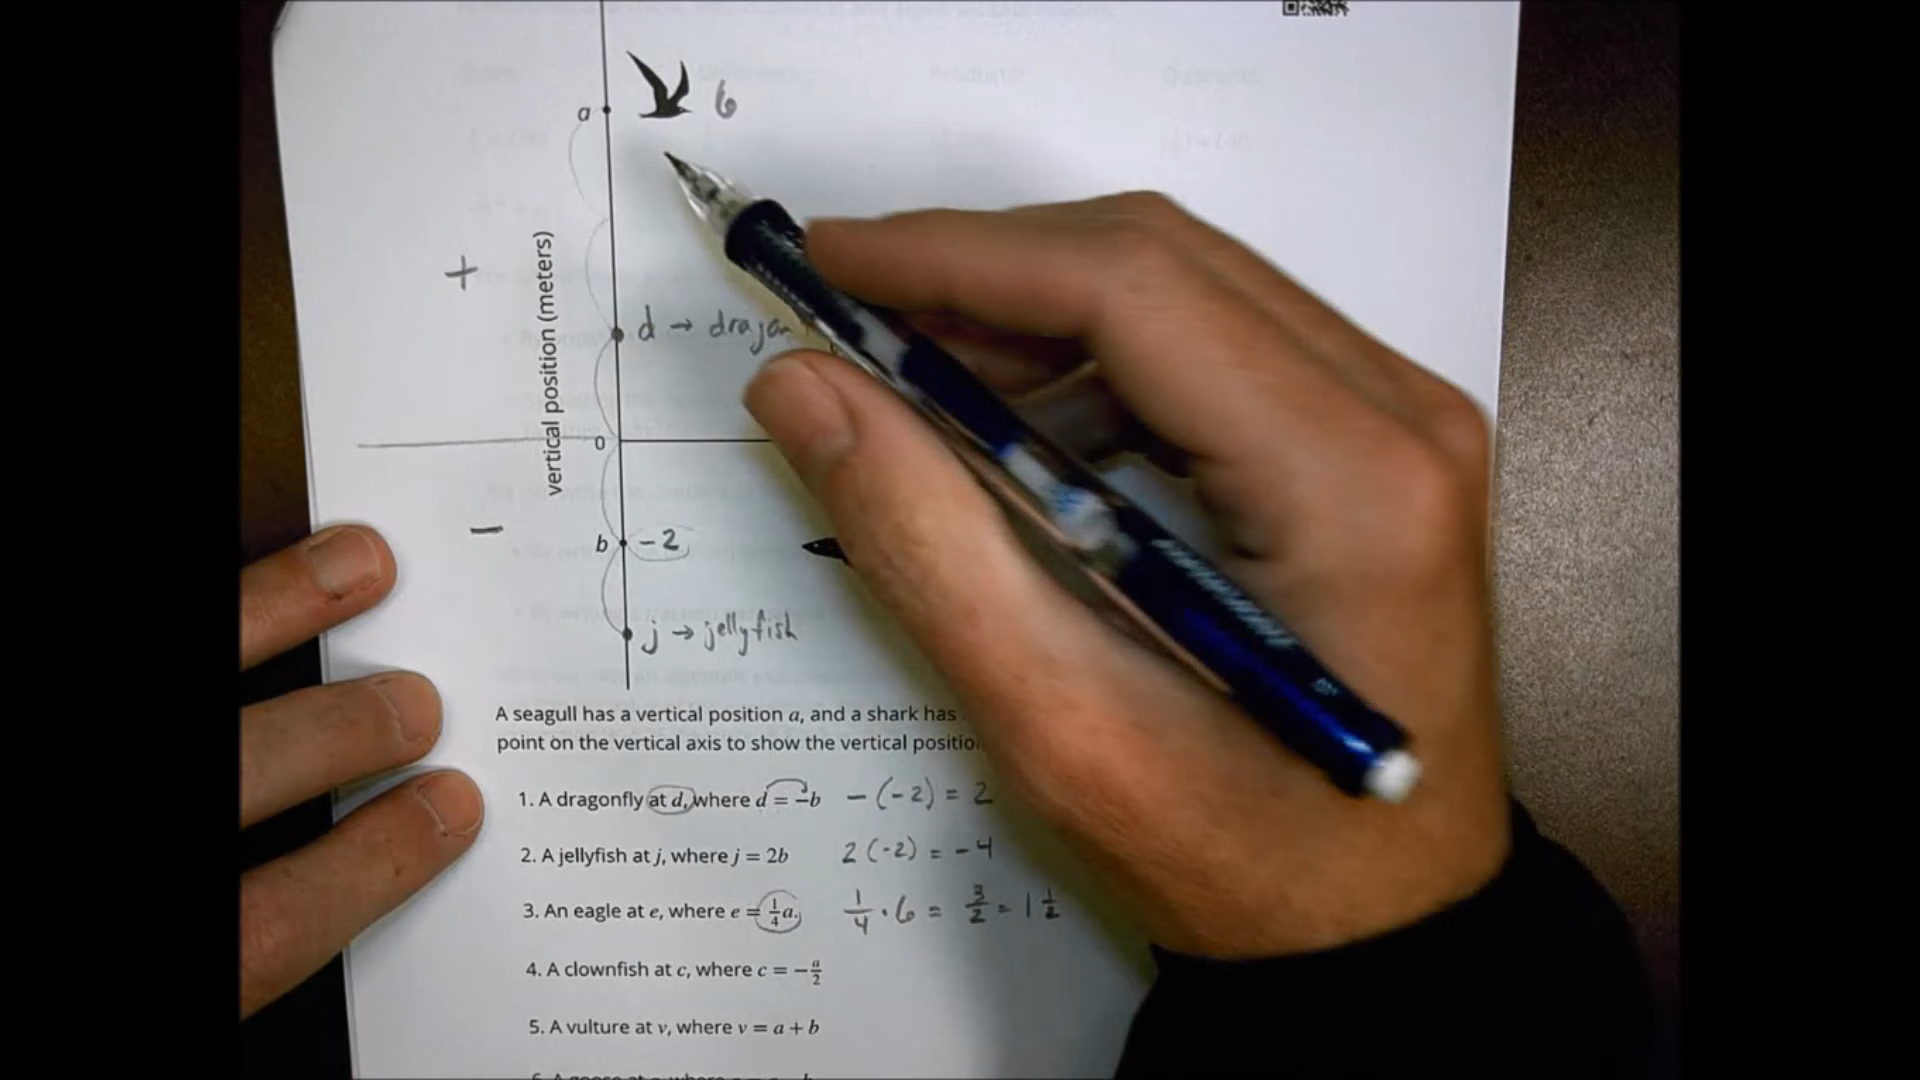 a 6
+
vertical position (meters)
d → dragon
0
−
b -2
j → jellyfish
A seagull has a vertical position a, and a shark has
point on the vertical axis to show the vertical position
1. A dragonfly at d, where d = −b -(-2) = 2
2. A jellyfish at j, where j = 2b 2(-2) = -4
3. An eagle at e, where e = 1/4 a. 1/4 · 6 = 3/2 = 1 1/2
4. A clownfish at c, where c = −a/2
5. A vulture at v, where v = a + b